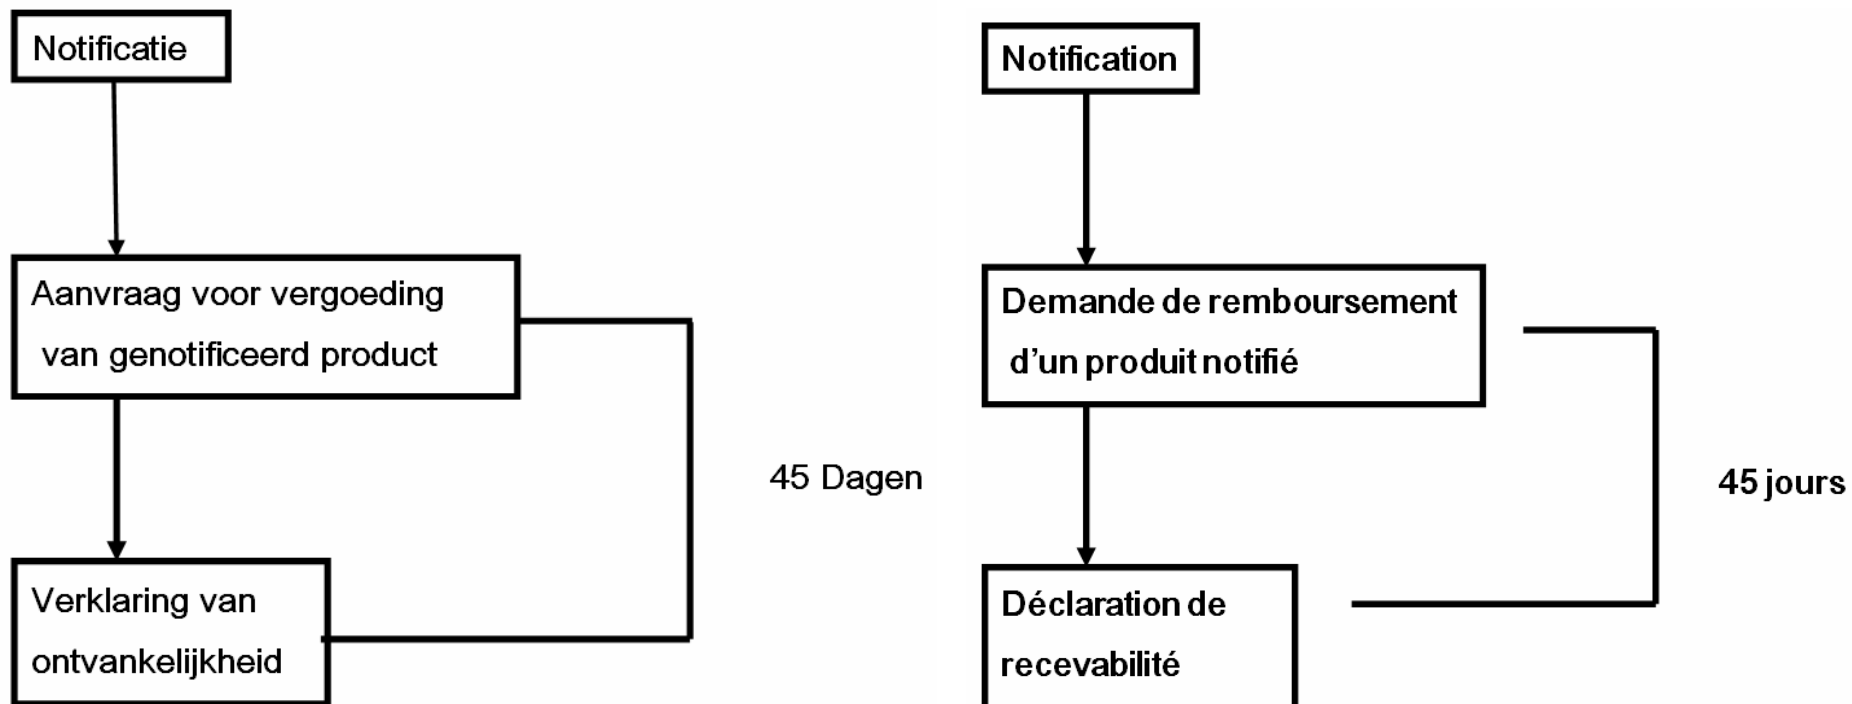 Notificatie
Aanvraag voor vergoeding
van genotificeerd product
45 Dagen
Verklaring van
ontvankelijkheid
Notification
Demande de remboursement
d'un produit notifié
45 jours
Déclaration de
recevabilité